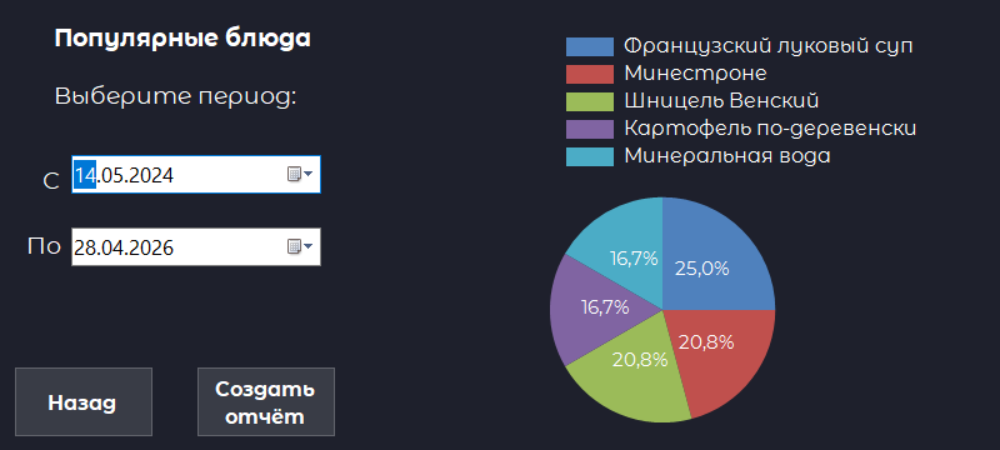 Популярные блюда
Выберите период:
С
14.05.2024
По
28.04.2026
Назад
Создать
отчёт
Французский луковый суп
Минестроне
Шницель Венский
Картофель по-деревенски
Минеральная вода
16,7%
25,0%
16,7%
20,8%
20,8%